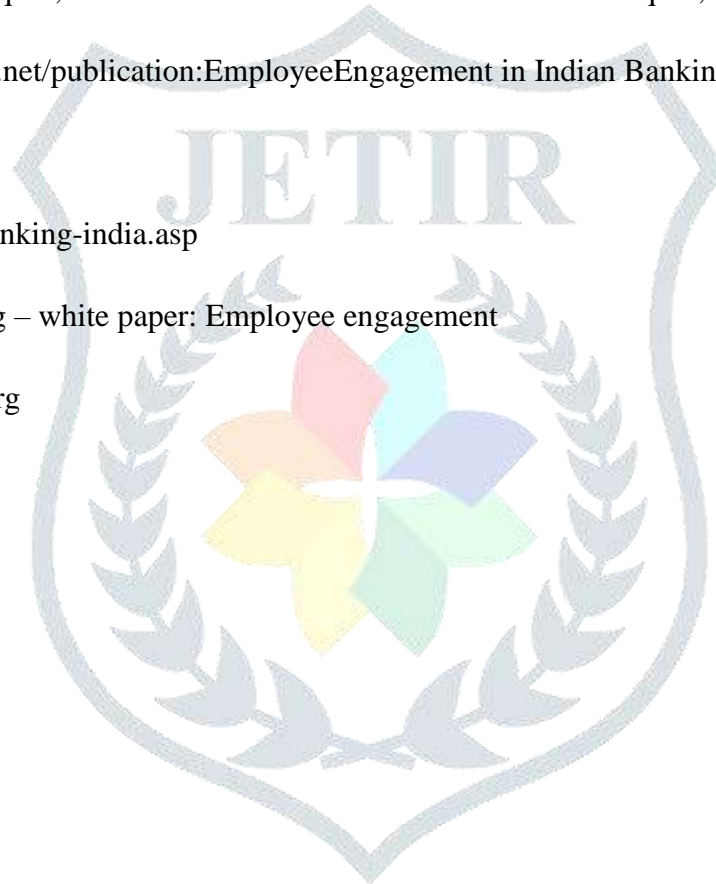 .net/publication:EmployeeEngagement in Indian Bankin
JETIR
nking-india.asp
g – white paper: Employee engagement
rg